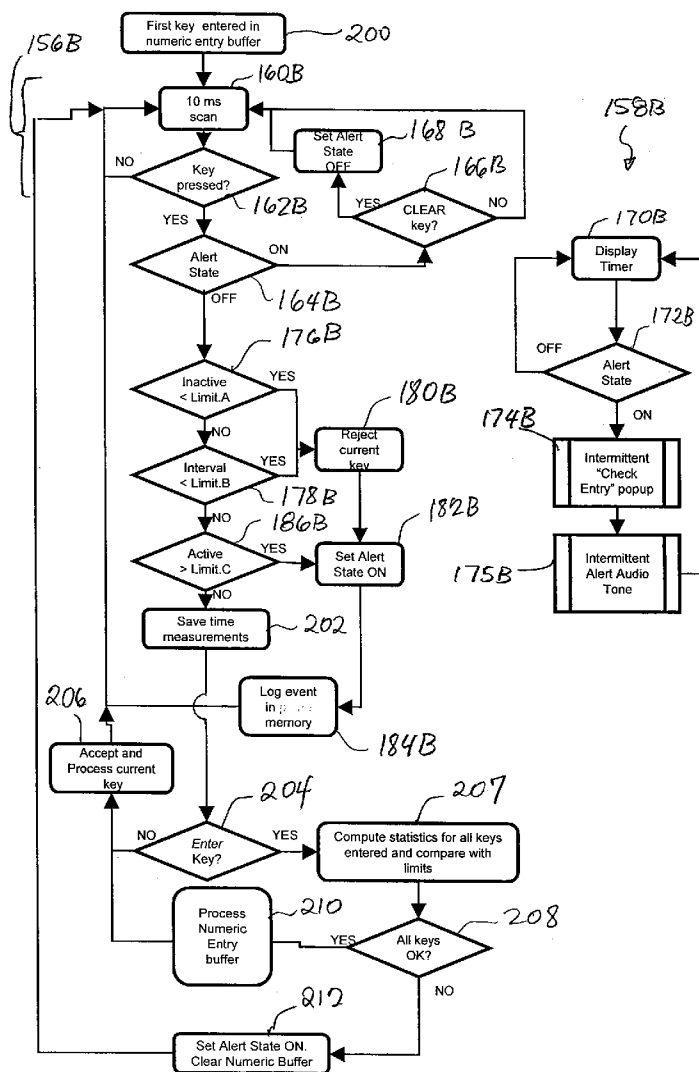 First key entered in
numeric entry buffer
200
156B
160B
10 ms
scan
158B
168B
Set Alert
State
OFF
166B
NO
Key
pressed?
162B
YES
CLEAR
key?
NO
170B
YES
Display
Timer
Alert
State
ON
164B
OFF
172B
OFF
Alert
State
ON
176B
Inactive
< Limit.A
YES
180B
Reject
current
key
174B
Intermittent
"Check
Entry" popup
NO
Interval
< Limit.B
YES
178B
NO
186B
182B
Active
> Limit.C
YES
Set Alert
State ON
175B
Intermittent
Alert Audio
Tone
NO
Save time
measurements
202
206
Log event
in
memory
184B
Accept and
Process current
key
204
207
NO
Enter
Key?
YES
Compute statistics for all keys
entered and compare with
limits
210
Process
Numeric
Entry
buffer
YES
All keys
OK?
208
NO
212
Set Alert State ON.
Clear Numeric Buffer